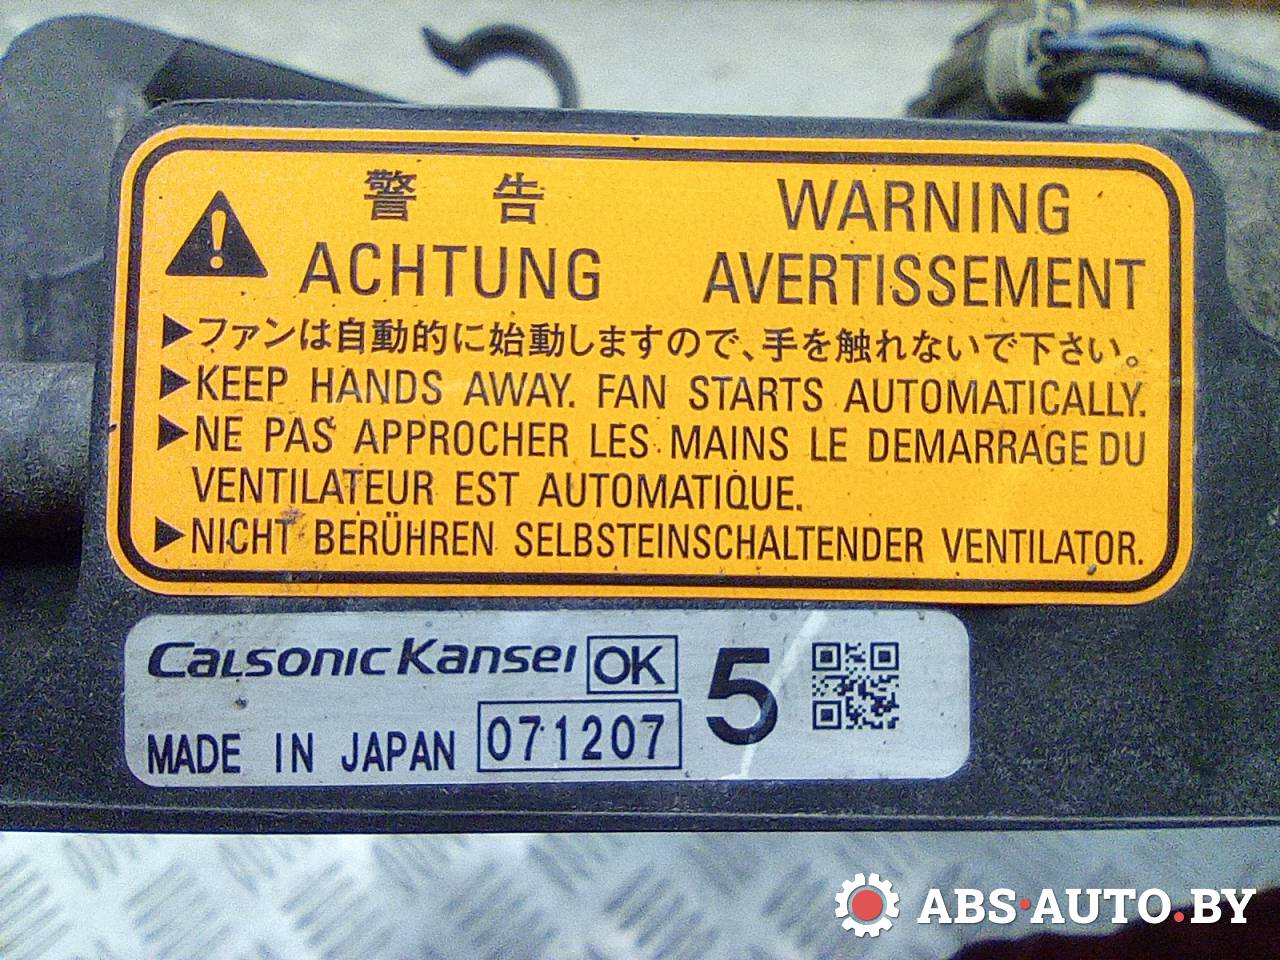 警 告 WARNING
ACHTUNG AVERTISSEMENT
▶ファンは自動的に始動しますので、手を触れないで下さい。
▶KEEP HANDS AWAY. FAN STARTS AUTOMATICALLY.
▶NE PAS APPROCHER LES MAINS LE DEMARRAGE DU
VENTILATEUR EST AUTOMATIQUE.
▶NICHT BERÜHREN SELBSTEINSCHALTENDER VENTILATOR.
CALSONIC KANSEI OK 5
MADE IN JAPAN 071207
ABS·AUTO.BY